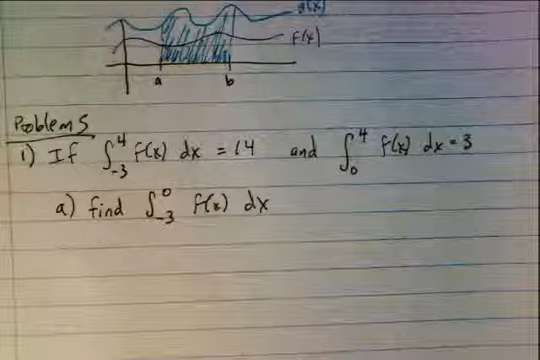 g(x)
f(x)
a b
Problems
1) If ∫₋₃⁴ f(x) dx = 14 and ∫₀⁴ f(x) dx = 3
a) find ∫₋₃⁰ f(x) dx